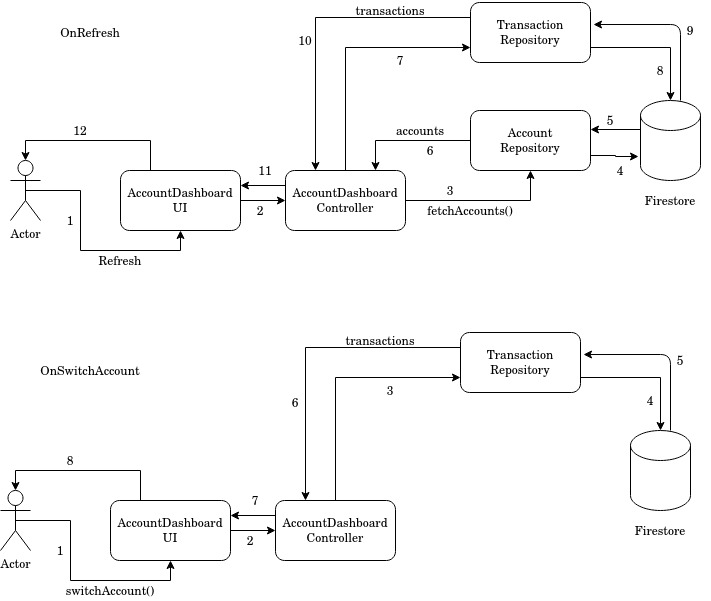 transactions
OnRefresh
Transaction
Repository
9
10
7
8
12
accounts
6
Account
Repository
5
4
11
AccountDashboard
UI
2
AccountDashboard
Controller
3
fetchAccounts()
Firestore
1
Actor
Refresh
transactions
OnSwitchAccount
Transaction
Repository
5
6
3
4
8
7
AccountDashboard
UI
2
AccountDashboard
Controller
Firestore
1
Actor
switchAccount()